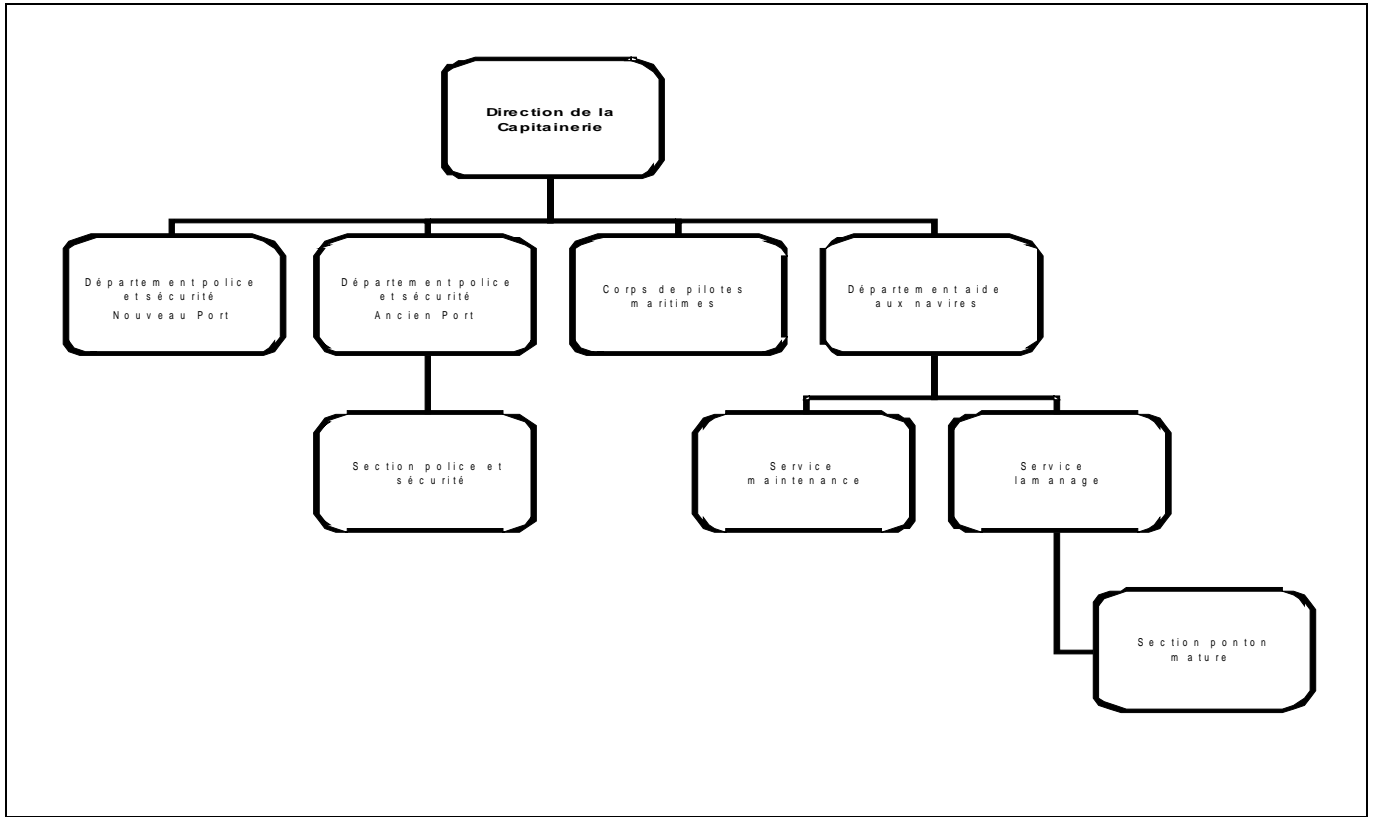 Direction de la
Capitainerie
Département police
et sécurité
Nouveau Port
Département police
et sécurité
Ancien Port
Corps de pilotes
maritimes
Département aide
aux navires
Section police et
sécurité
Service
maintenance
Service
lamanage
Section ponton
mature